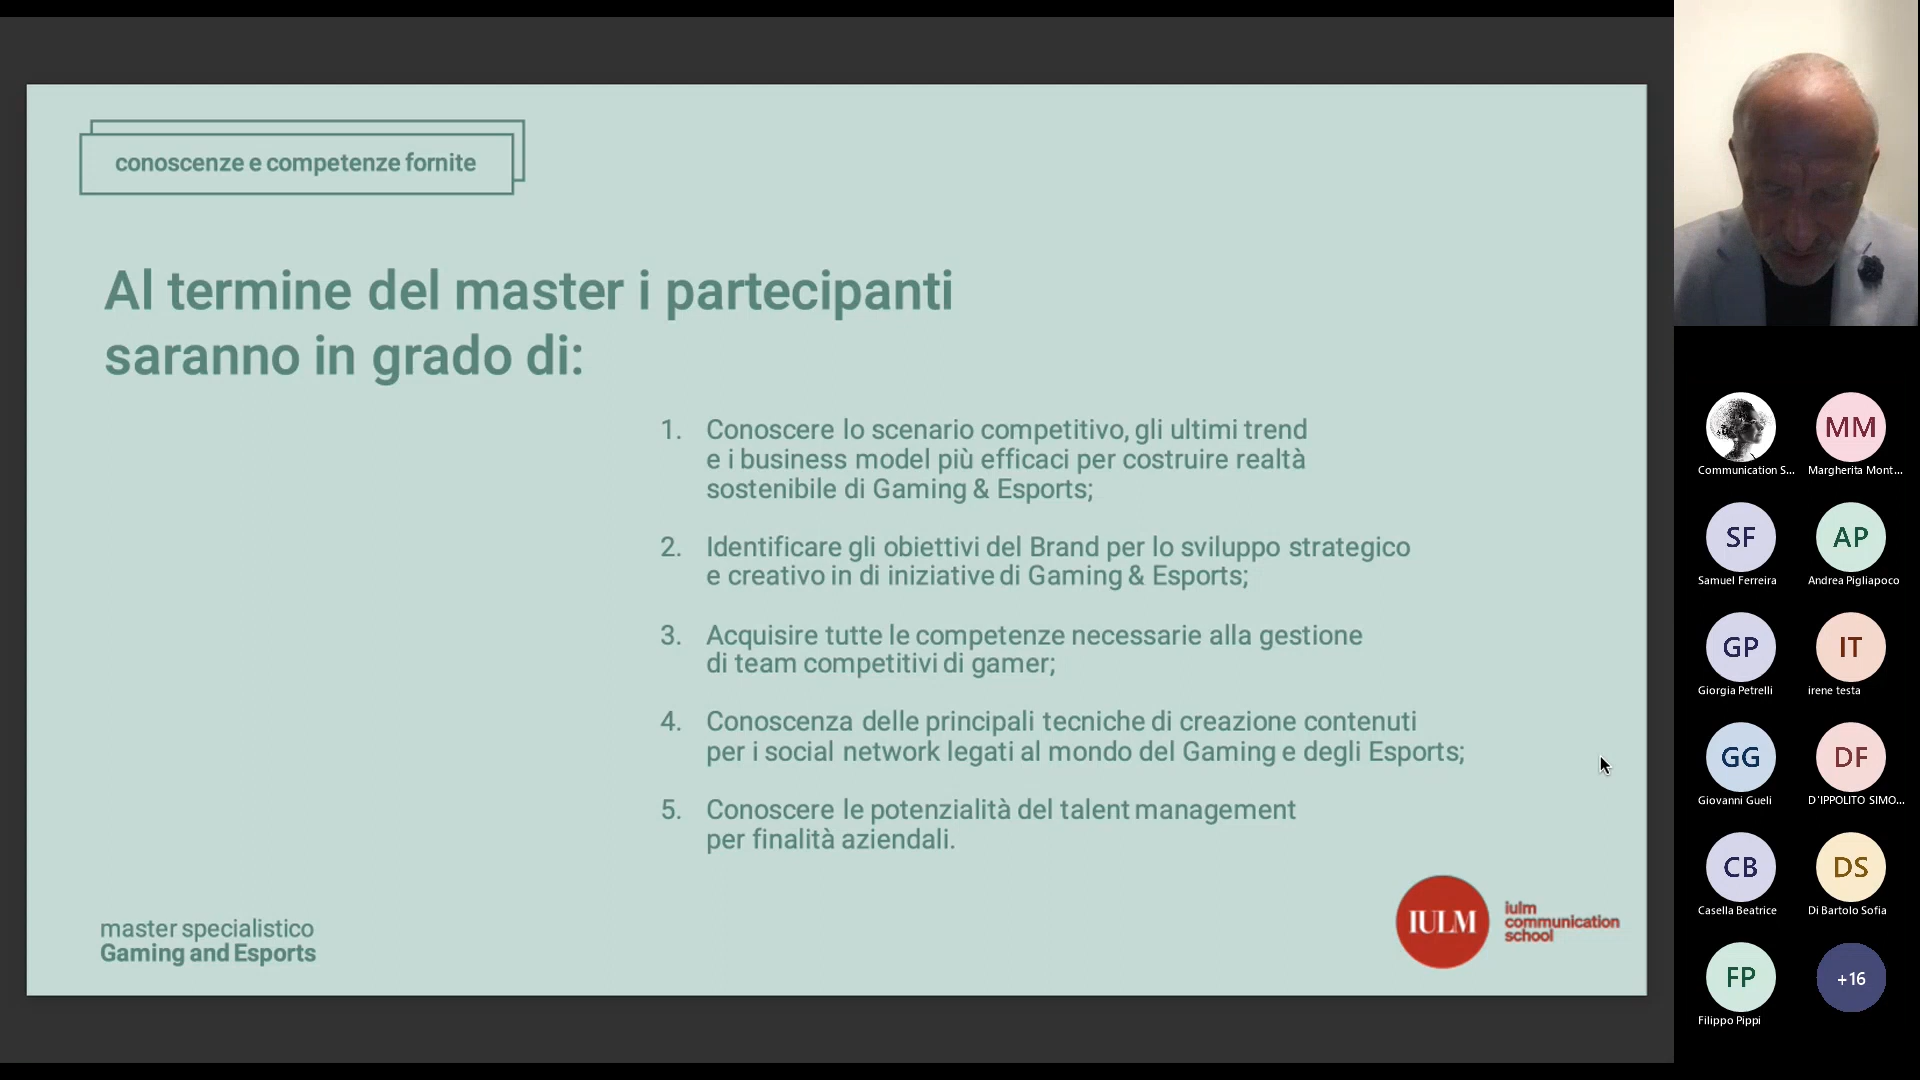 conoscenze e competenze fornite
Al termine del master i partecipanti
saranno in grado di:
1. Conoscere lo scenario competitivo, gli ultimi trend
e i business model più efficaci per costruire realtà
sostenibile di Gaming & Esports;
2. Identificare gli obiettivi del Brand per lo sviluppo strategico
e creativo in di iniziative di Gaming & Esports;
3. Acquisire tutte le competenze necessarie alla gestione
di team competitivi di gamer;
4. Conoscenza delle principali tecniche di creazione contenuti
per i social network legati al mondo del Gaming e degli Esports;
5. Conoscere le potenzialità del talent management
per finalità aziendali.
master specialistico
Gaming and Esports
IULM
iulm
communication
school
Communication S...
MM
Margherita Mont...
SF
Samuel Ferreira
AP
Andrea Pigliapoco
GP
Giorgia Petrelli
IT
irene testa
GG
Giovanni Gueli
DF
D'IPPOLITO SIMO...
CB
Casella Beatrice
DS
Di Bartolo Sofia
FP
Filippo Pippi
+16